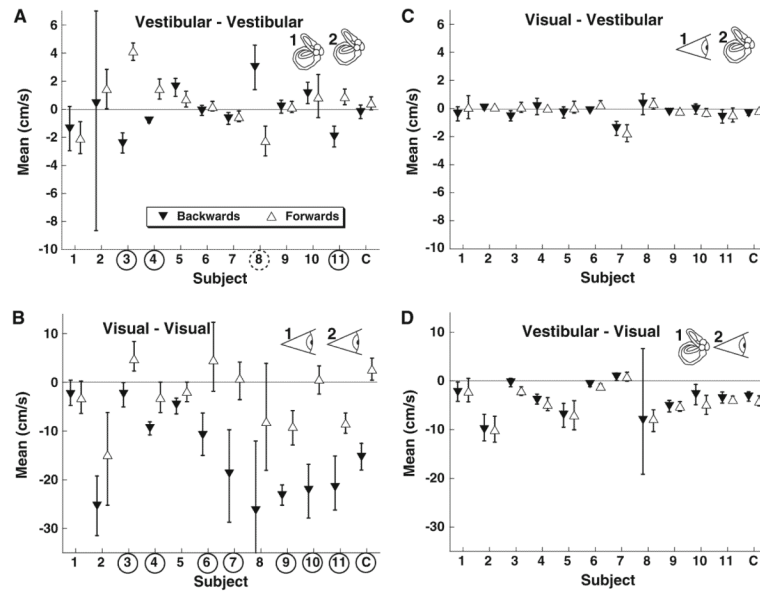 A
Vestibular - Vestibular
1 2
Mean (cm/s)
6
4
2
0
-2
-4
-6
-8
-10
Backwards Forwards
1 2 3 4 5 6 7 8 9 10 11 C
Subject
C
Visual - Vestibular
1 2
Mean (cm/s)
6
4
2
0
-2
-4
-6
-8
-10
1 2 3 4 5 6 7 8 9 10 11 C
Subject
B
Visual - Visual
1 2
Mean (cm/s)
10
0
-10
-20
-30
1 2 3 4 5 6 7 8 9 10 11 C
Subject
D
Vestibular - Visual
1 2
Mean (cm/s)
10
0
-10
-20
-30
1 2 3 4 5 6 7 8 9 10 11 C
Subject